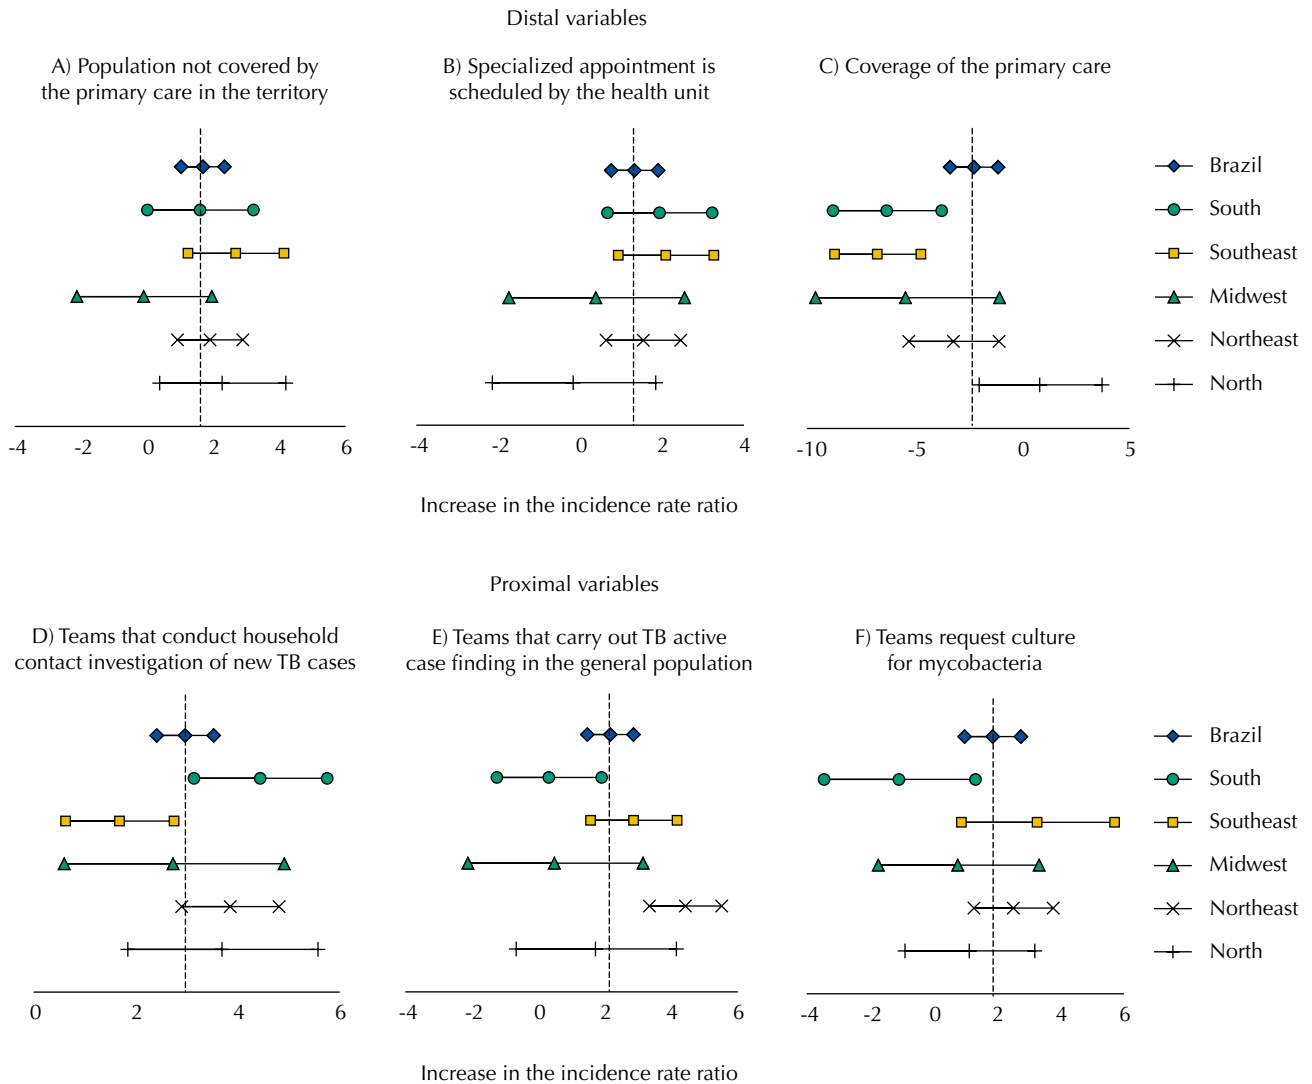 Distal variables
A) Population not covered by
the primary care in the territory
B) Specialized appointment is
scheduled by the health unit
C) Coverage of the primary care
Brazil
South
Southeast
Midwest
Northeast
North
-4 -2 0 2 4 6
-4 -2 0 2 4
-10 -5 0 5
Increase in the incidence rate ratio
Proximal variables
D) Teams that conduct household
contact investigation of new TB cases
E) Teams that carry out TB active
case finding in the general population
F) Teams request culture
for mycobacteria
Brazil
South
Southeast
Midwest
Northeast
North
0 2 4 6
-4 -2 0 2 4 6
-4 -2 0 2 4 6
Increase in the incidence rate ratio